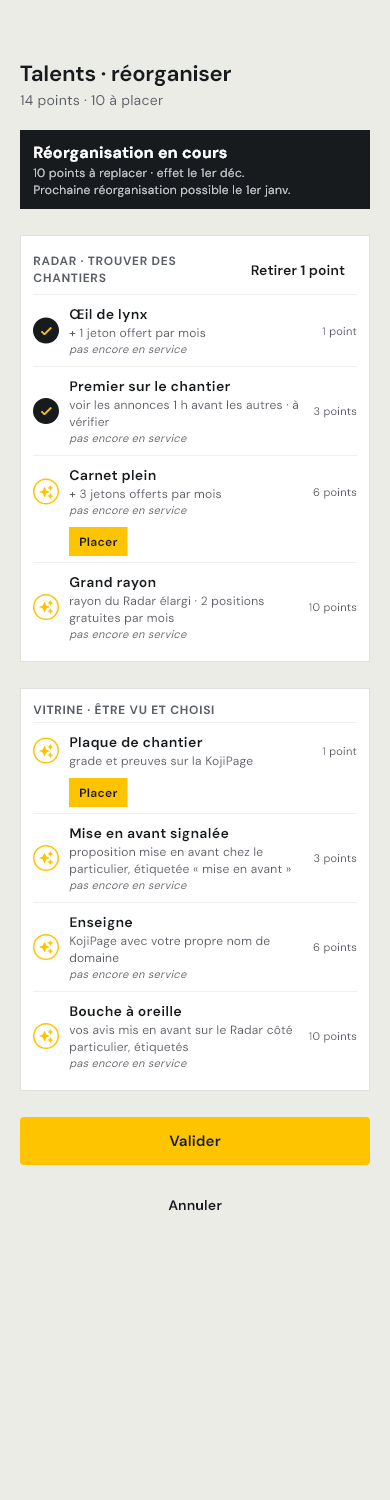 Talents · réorganiser
14 points · 10 à placer
Réorganisation en cours
10 points à replacer · effet le 1er déc.
Prochaine réorganisation possible le 1er janv.
RADAR · TROUVER DES
CHANTIERS
Retirer 1 point
Œil de lynx
+ 1 jeton offert par mois
pas encore en service
1 point
Premier sur le chantier
voir les annonces 1 h avant les autres · à
vérifier
pas encore en service
3 points
Carnet plein
+ 3 jetons offerts par mois
pas encore en service
6 points
Placer
Grand rayon
rayon du Radar élargi · 2 positions
gratuites par mois
pas encore en service
10 points
VITRINE · ÊTRE VU ET CHOISI
Plaque de chantier
grade et preuves sur la KojiPage
1 point
Placer
Mise en avant signalée
proposition mise en avant chez le
particulier, étiquetée « mise en avant »
pas encore en service
3 points
Enseigne
KojiPage avec votre propre nom de
domaine
pas encore en service
6 points
Bouche à oreille
vos avis mis en avant sur le Radar côté
particulier, étiquetés
pas encore en service
10 points
Valider
Annuler